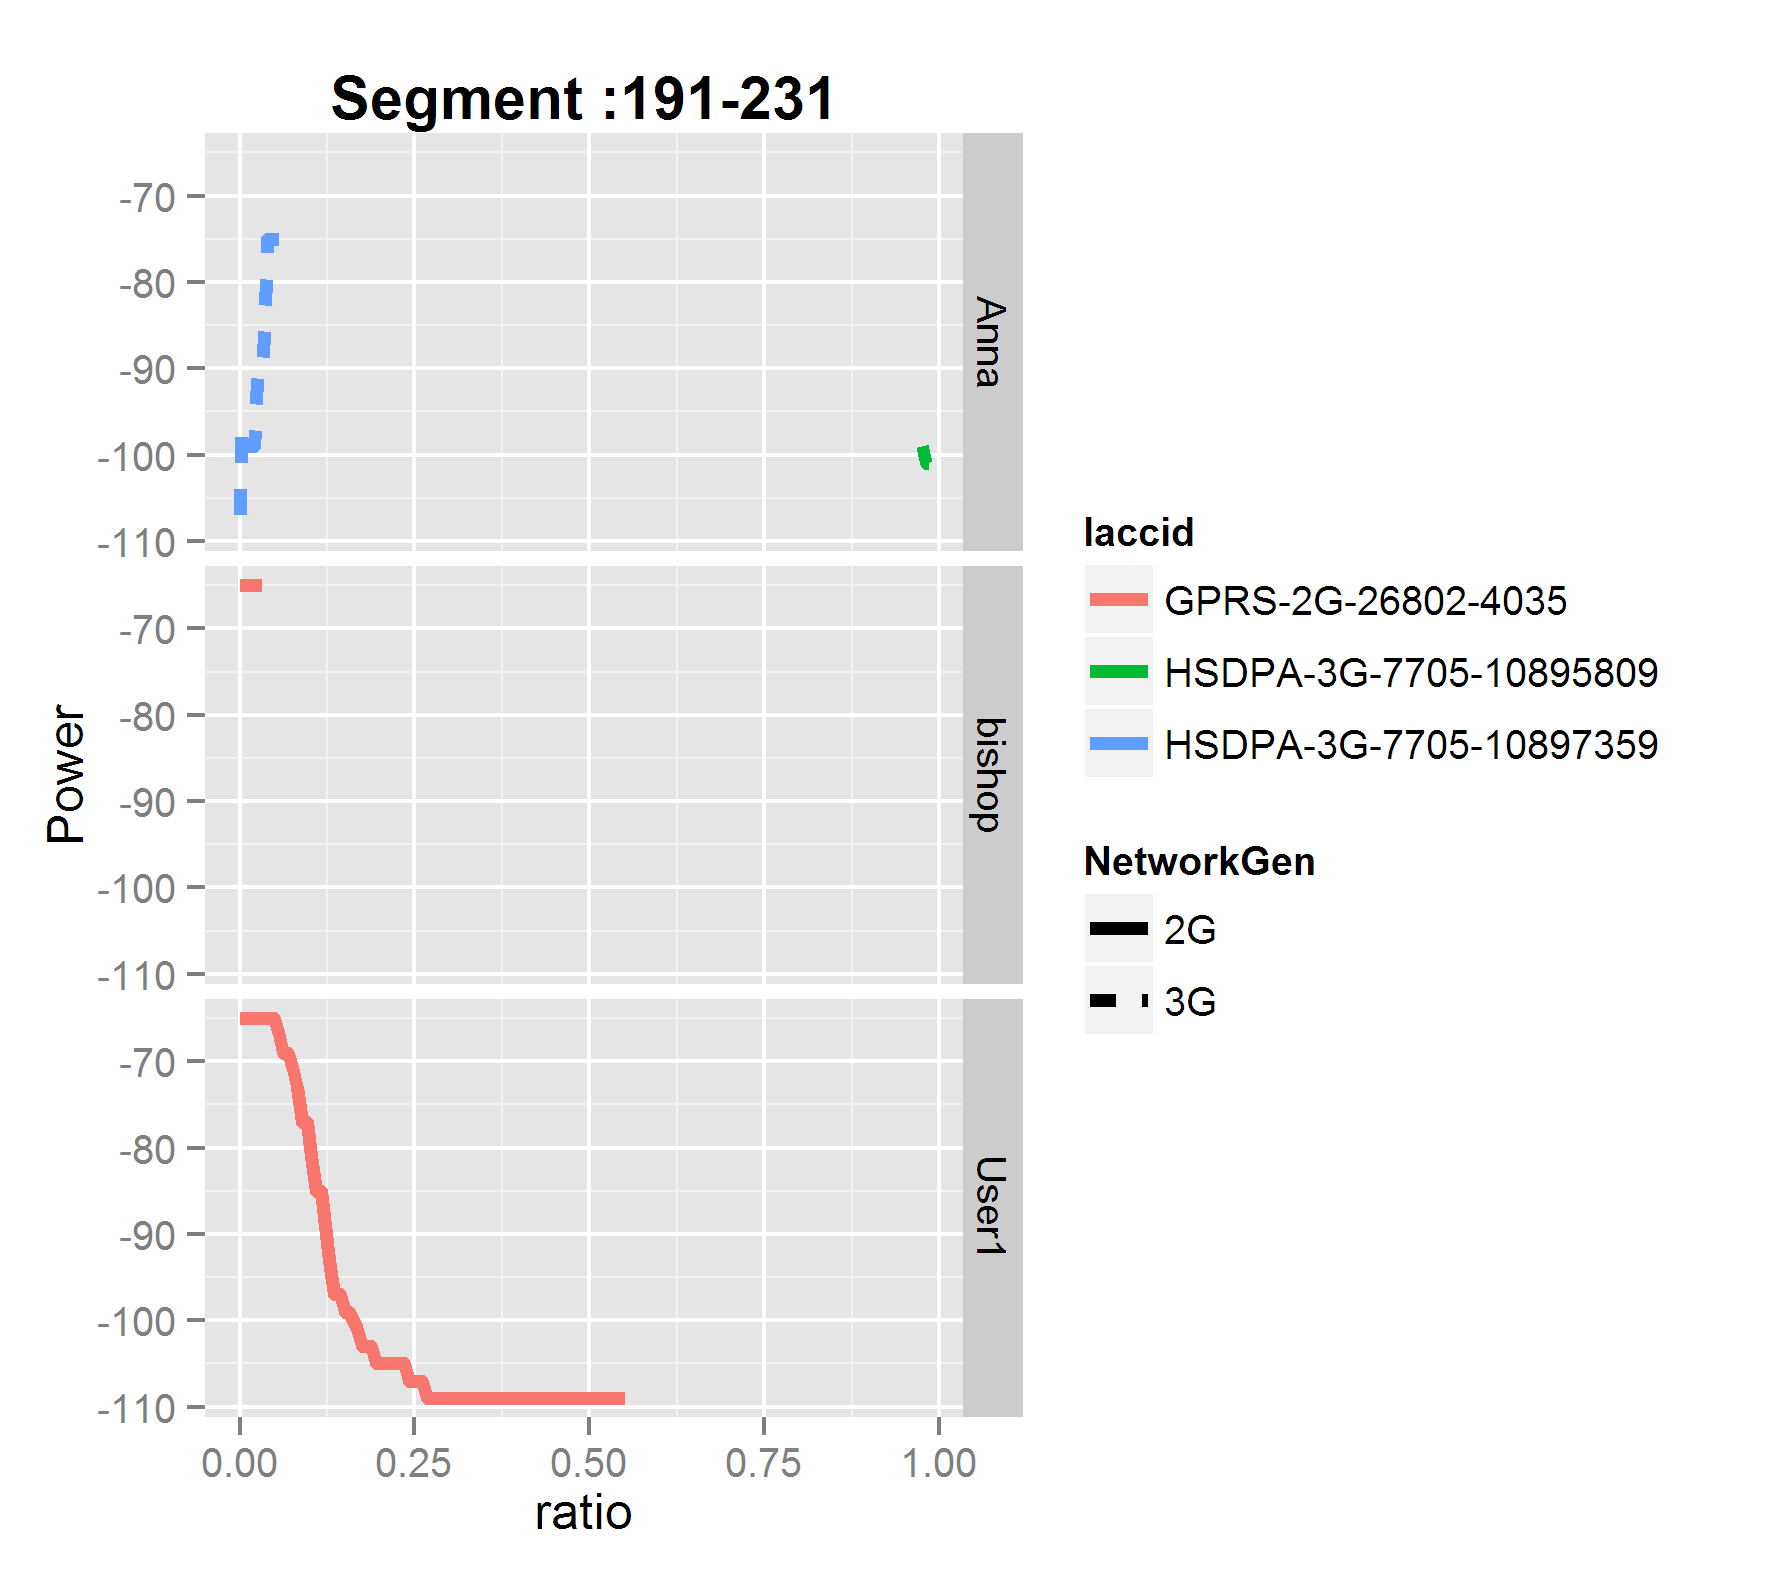 Segment :191-231
-70
-80
-90
-100
-110
Anna
-70
-80
-90
-100
-110
bishop
-70
-80
-90
-100
-110
User1
Power
0.00 0.25 0.50 0.75 1.00
ratio
laccid
GPRS-2G-26802-4035
HSDPA-3G-7705-10895809
HSDPA-3G-7705-10897359
NetworkGen
2G
3G